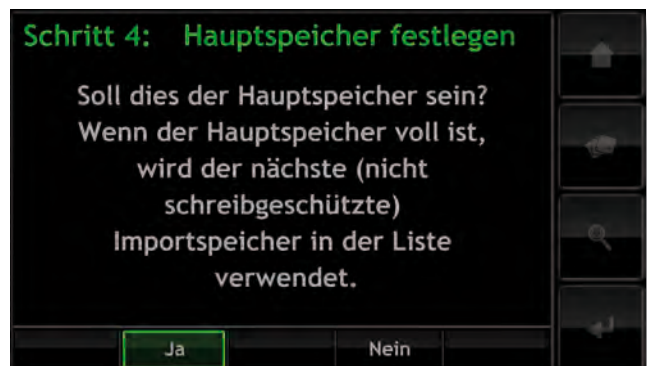 Schritt 4: Hauptspeicher festlegen
Soll dies der Hauptspeicher sein?
Wenn der Hauptspeicher voll ist,
wird der nächste (nicht
schreibgeschützte)
Importspeicher in der Liste
verwendet.
Ja Nein